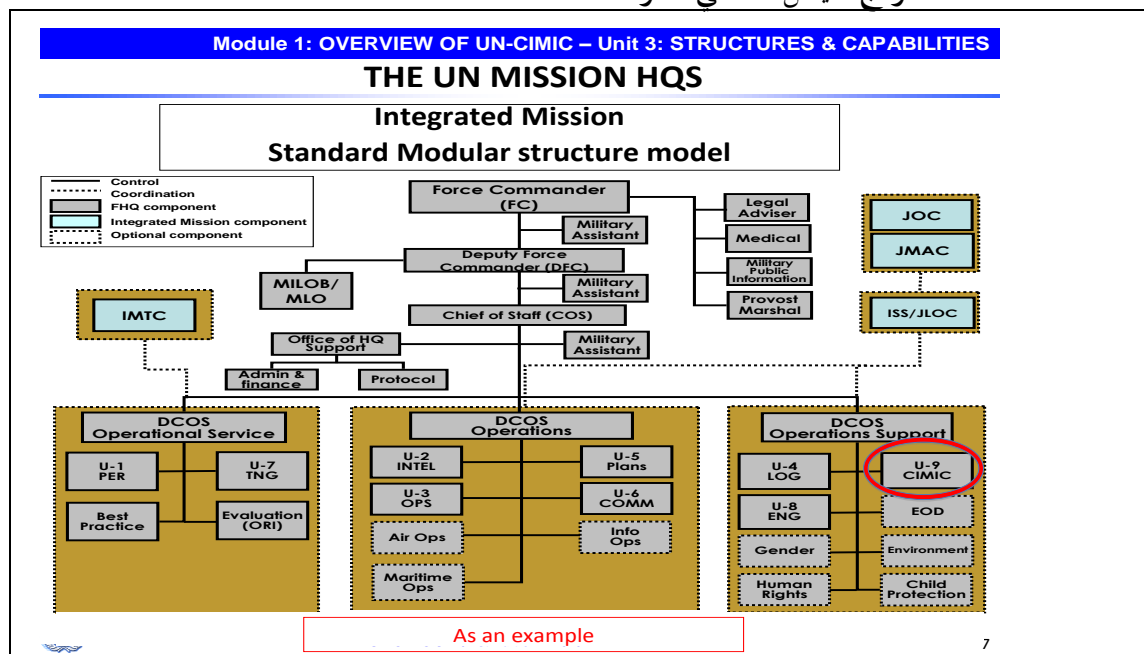 Module 1: OVERVIEW OF UN-CIMIC – Unit 3: STRUCTURES & CAPABILITIES
THE UN MISSION HQS
Integrated Mission
Standard Modular structure model
Control
Coordination
FHQ component
Integrated Mission component
Optional component
Force Commander
(FC)
Military
Assistant
Legal
Adviser
Medical
Military
Public
Information
Provost
Marshal
JOC
JMAC
ISS/JLOC
Deputy Force
Commander (DFC)
MILOB/
MLO
Military
Assistant
IMTC
Chief of Staff (COS)
Office of HQ
Support
Military
Assistant
Admin &
finance
Protocol
DCOS
Operational Service
U-1
PER
U-7
TNG
Best
Practice
Evaluation
(ORI)
DCOS
Operations
U-2
INTEL
U-5
Plans
U-3
OPS
U-6
COMM
Air Ops
Info
Ops
Maritime
Ops
DCOS
Operations Support
U-4
LOG
U-9
CIMIC
U-8
ENG
EOD
Gender
Environment
Human
Rights
Child
Protection
As an example
7